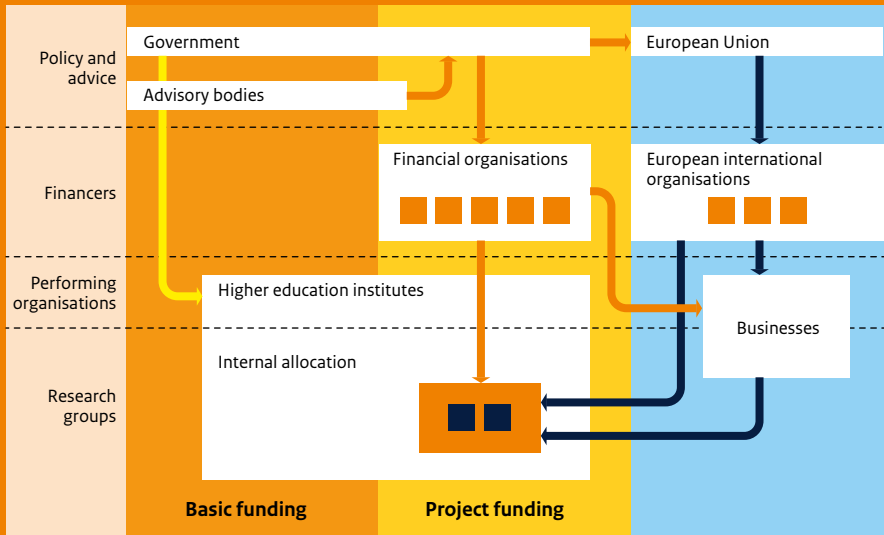 Policy and
advice
Government
European Union
Advisory bodies
Financers
Financial organisations
European international
organisations
Performing
organisations
Higher education institutes
Businesses
Internal allocation
Research
groups
Basic funding
Project funding